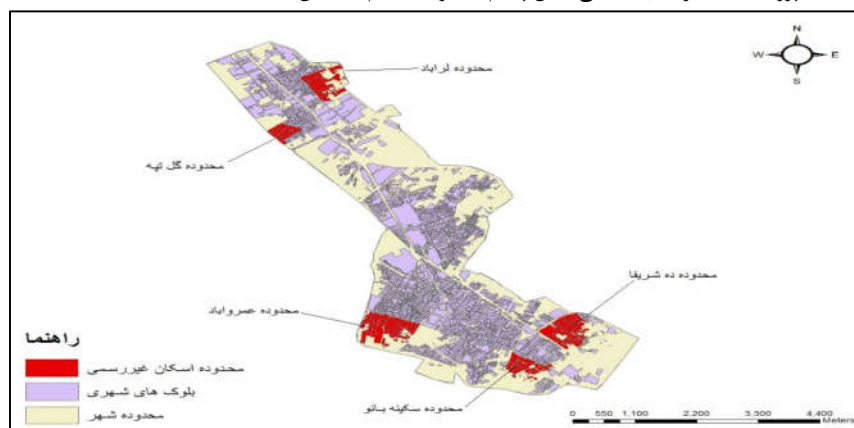 محدوده لرآباد
N
W E
S
محدوده گل تپه
محدوده ده شریفا
محدوده عمروآباد
محدوده سکینه بانو
راهنما
محدوده اسکان غیررسمی
بلوک های شهری
محدوده شهر
0 550 1,100 2,200 3,300 4,400
Meters